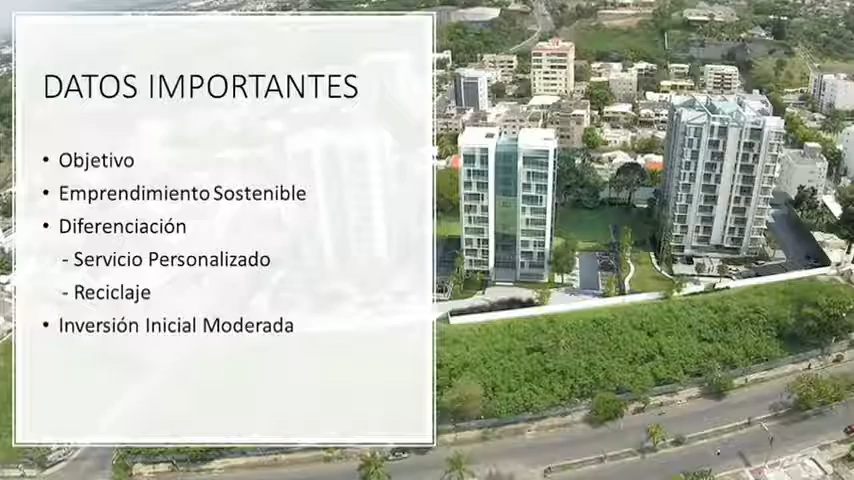 DATOS IMPORTANTES
• Objetivo
• Emprendimiento Sostenible
• Diferenciación
- Servicio Personalizado
- Reciclaje
• Inversión Inicial Moderada